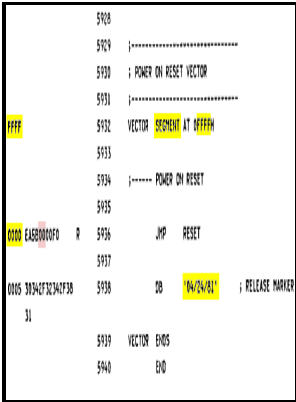 5928
5929 ;-----------------------------
5930 ; POWER ON RESET VECTOR
5931 ;-----------------------------
FFFF 5932 VECTOR SEGMENT AT 0FFFFH
5933
5934 ;------ POWER ON RESET
5935
0000 EA5B0000F0 R 5936 JMP RESET
5937
0005 30342F32342F38 5938 DB '04/24/81' ; RELEASE MARKER
31
5939 VECTOR ENDS
5940 END